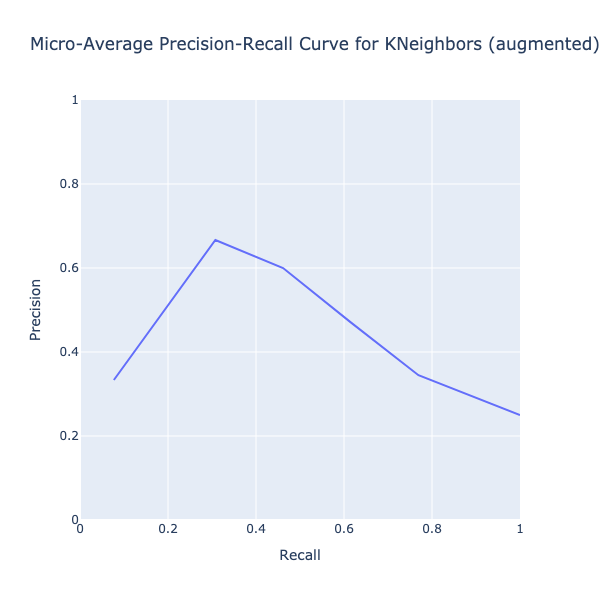 Micro-Average Precision-Recall Curve for KNeighbors (augmented)
1
0.8
0.6
0.4
0.2
0
Precision
0 0.2 0.4 0.6 0.8 1
Recall